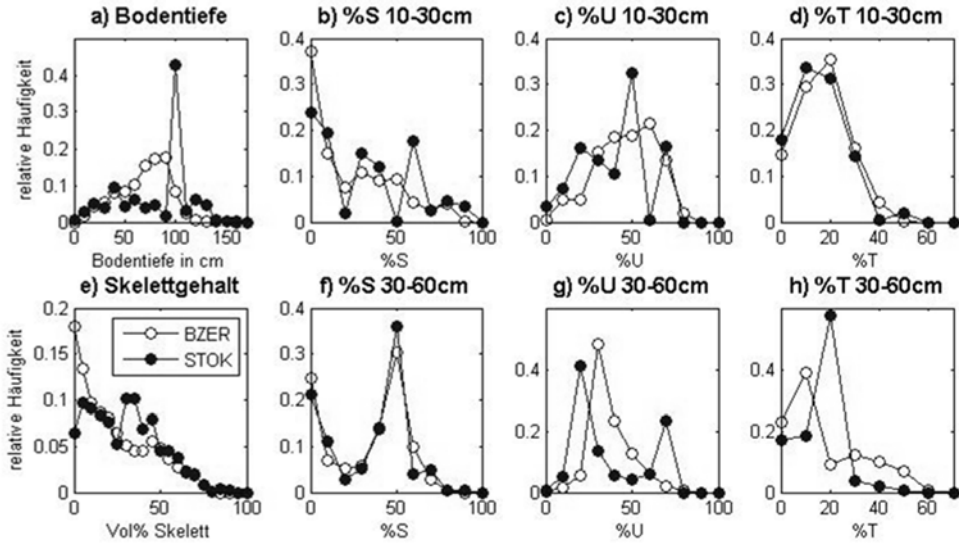 a) Bodentiefe
b) %S 10-30cm
c) %U 10-30cm
d) %T 10-30cm
relative Häufigkeit
0.4
0.3
0.2
0.1
0
0.4
0.3
0.2
0.1
0
0.4
0.3
0.2
0.1
0
0.4
0.3
0.2
0.1
0
0 50 100 150
0 50 100
0 50 100
0 20 40 60
Bodentiefe in cm
%S
%U
%T
e) Skelettgehalt
f) %S 30-60cm
g) %U 30-60cm
h) %T 30-60cm
relative Häufigkeit
0.2
0.15
0.1
0.05
0
BZER
STOK
0.4
0.3
0.2
0.1
0
0.4
0.2
0
0.4
0.2
0
0 50 100
0 50 100
0 50 100
0 20 40 60
Vol% Skelett
%S
%U
%T